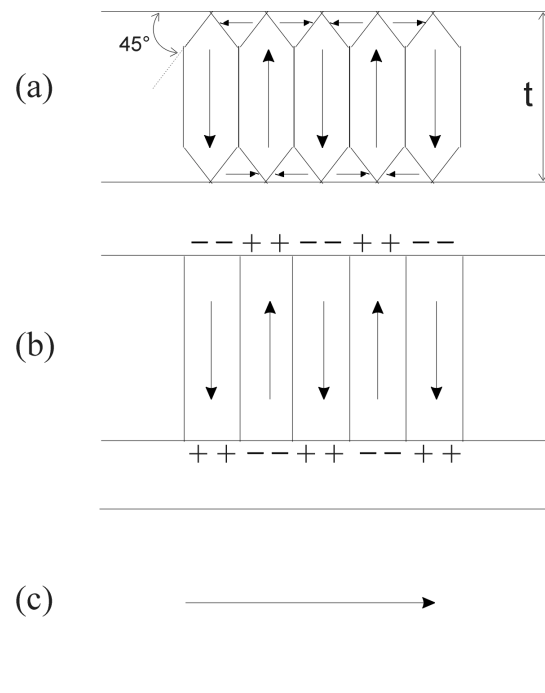 45°
(a)
t
− − + + − − + + − −
(b)
+ + − − + + − − + +
(c)